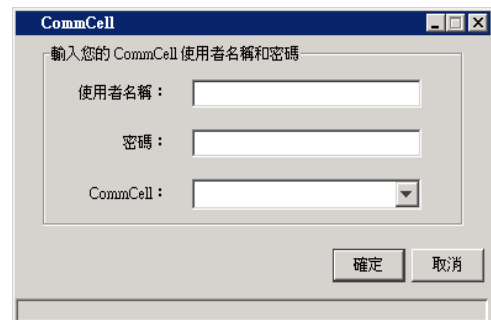 CommCell
輸入您的 CommCell 使用者名稱和密碼
使用者名稱：
密碼：
CommCell：
確定
取消